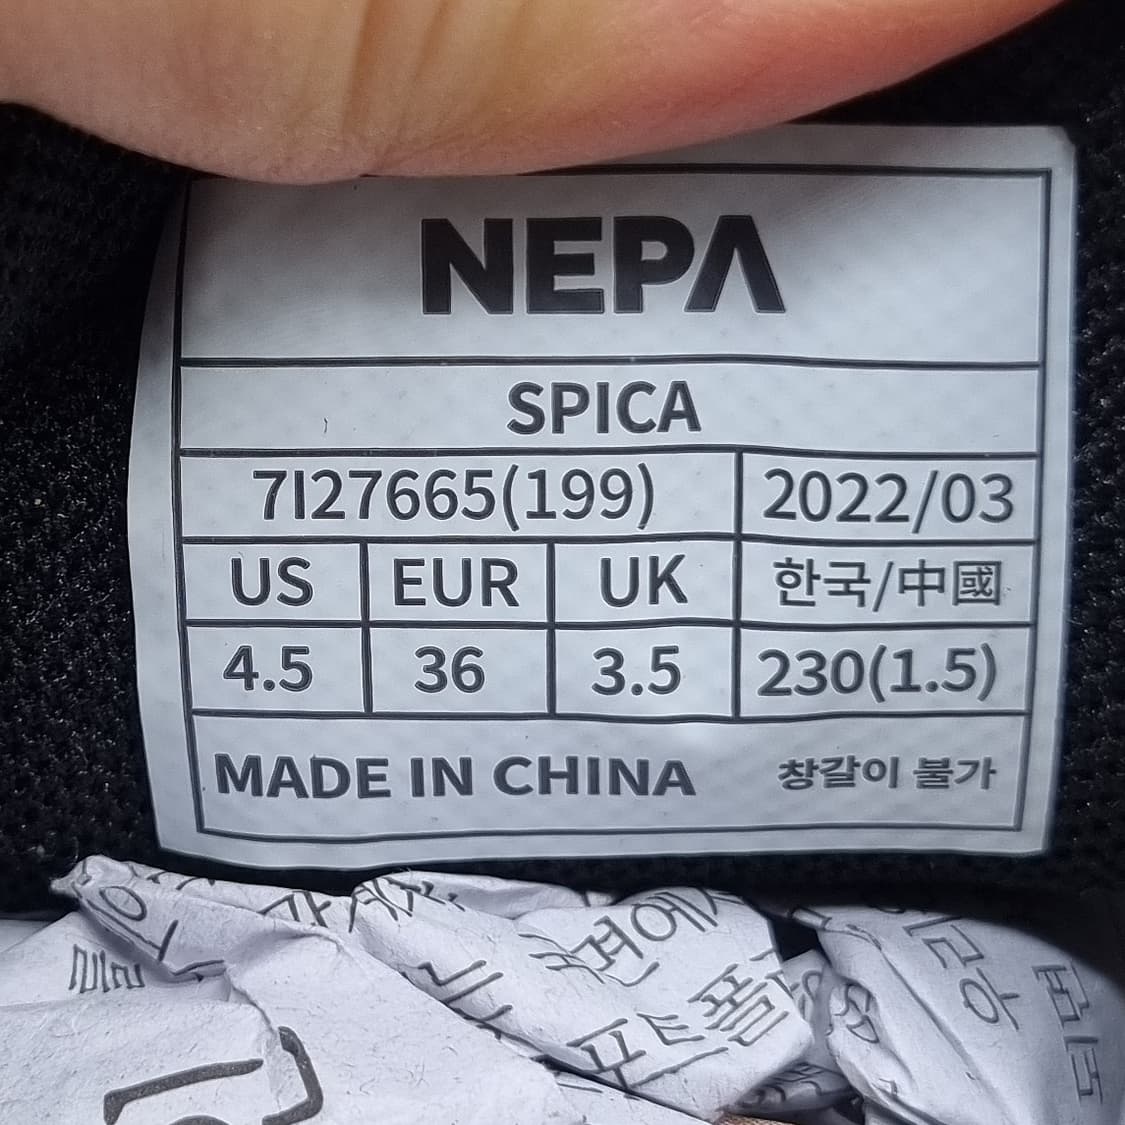 NEPA
SPICA
7I27665(199) 2022/03
US EUR UK 한국/中國
4.5 36 3.5 230(1.5)
MADE IN CHINA 창갈이 불가